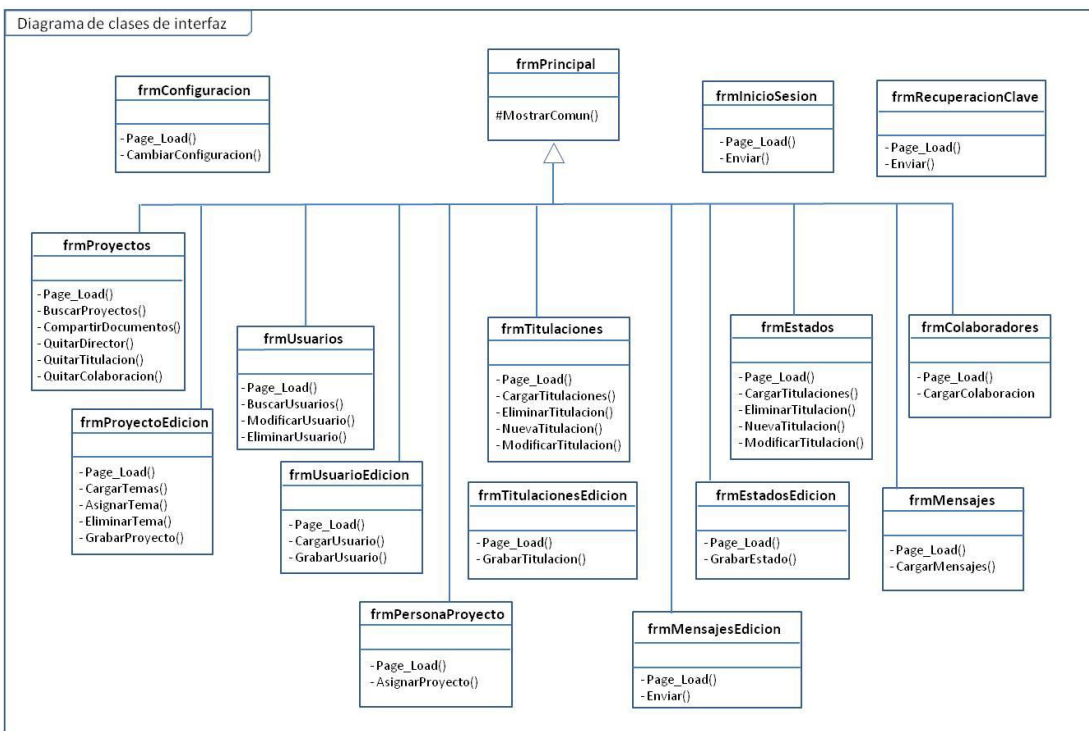 Diagrama de clases de interfaz
frmConfiguracion
-Page_Load()
-CambiarConfiguracion()
frmPrincipal
#MostrarComun()
frmInicioSesion
-Page_Load()
-Enviar()
frmRecuperacionClave
-Page_Load()
-Enviar()
frmProyectos
-Page_Load()
-BuscarProyectos()
-CompartirDocumentos()
-QuitarDirector()
-QuitarTitulacion()
-QuitarColaboracion()
frmUsuarios
-Page_Load()
-BuscarUsuarios()
-ModificarUsuario()
-EliminarUsuario()
frmTitulaciones
-Page_Load()
-CargarTitulaciones()
-EliminarTitulacion()
-NuevaTitulacion()
-ModificarTitulacion()
frmEstados
-Page_Load()
-CargarTitulaciones()
-EliminarTitulacion()
-NuevaTitulacion()
-ModificarTitulacion()
frmColaboradores
-Page_Load()
-CargarColaboracion
frmProyectoEdicion
-Page_Load()
-CargarTemas()
-AsignarTema()
-EliminarTema()
-GrabarProyecto()
frmUsuarioEdicion
-Page_Load()
-CargarUsuario()
-GrabarUsuario()
frmTitulacionesEdicion
-Page_Load()
-GrabarTitulacion()
frmEstadosEdicion
-Page_Load()
-GrabarEstado()
frmMensajes
-Page_Load()
-CargarMensajes()
frmPersonaProyecto
-Page_Load()
-AsignarProyecto()
frmMensajesEdicion
-Page_Load()
-Enviar()